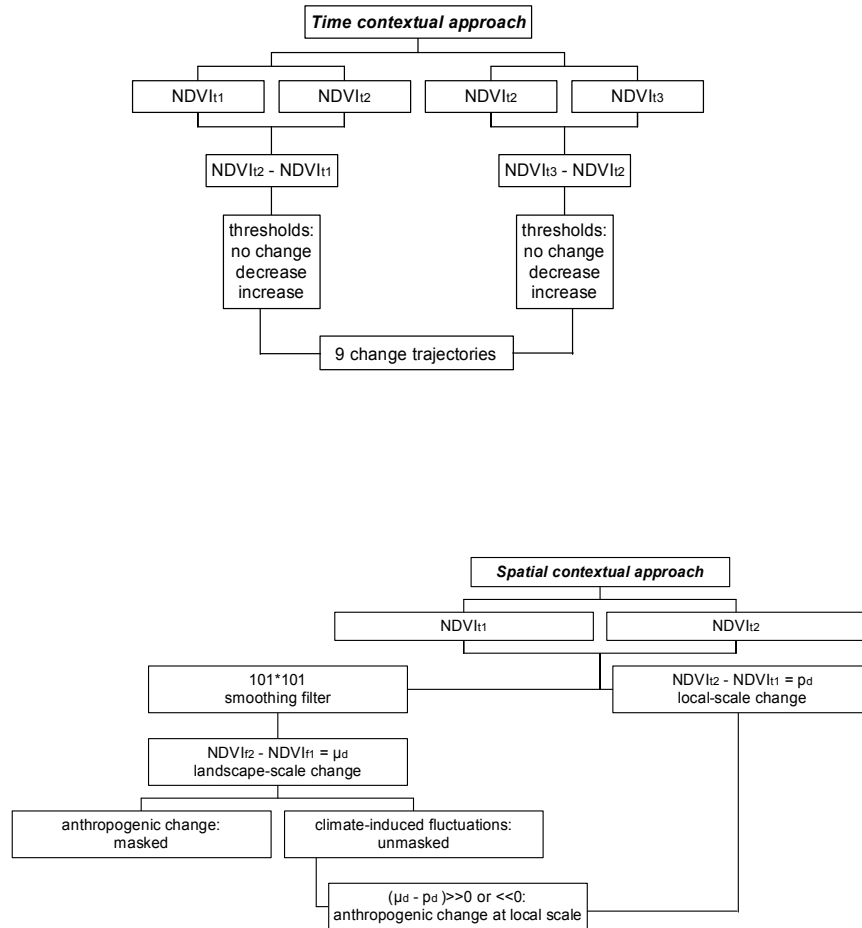 Time contextual approach
NDVIt1
NDVIt2
NDVIt2
NDVIt3
NDVIt2 - NDVIt1
NDVIt3 - NDVIt2
thresholds:
no change
decrease
increase
thresholds:
no change
decrease
increase
9 change trajectories
Spatial contextual approach
NDVIt1
NDVIt2
101*101
smoothing filter
NDVIt2 - NDVIt1 = pd
local-scale change
NDVIf2 - NDVIf1 = µd
landscape-scale change
anthropogenic change:
masked
climate-induced fluctuations:
unmasked
(µd - pd )>>0 or <<0:
anthropogenic change at local scale